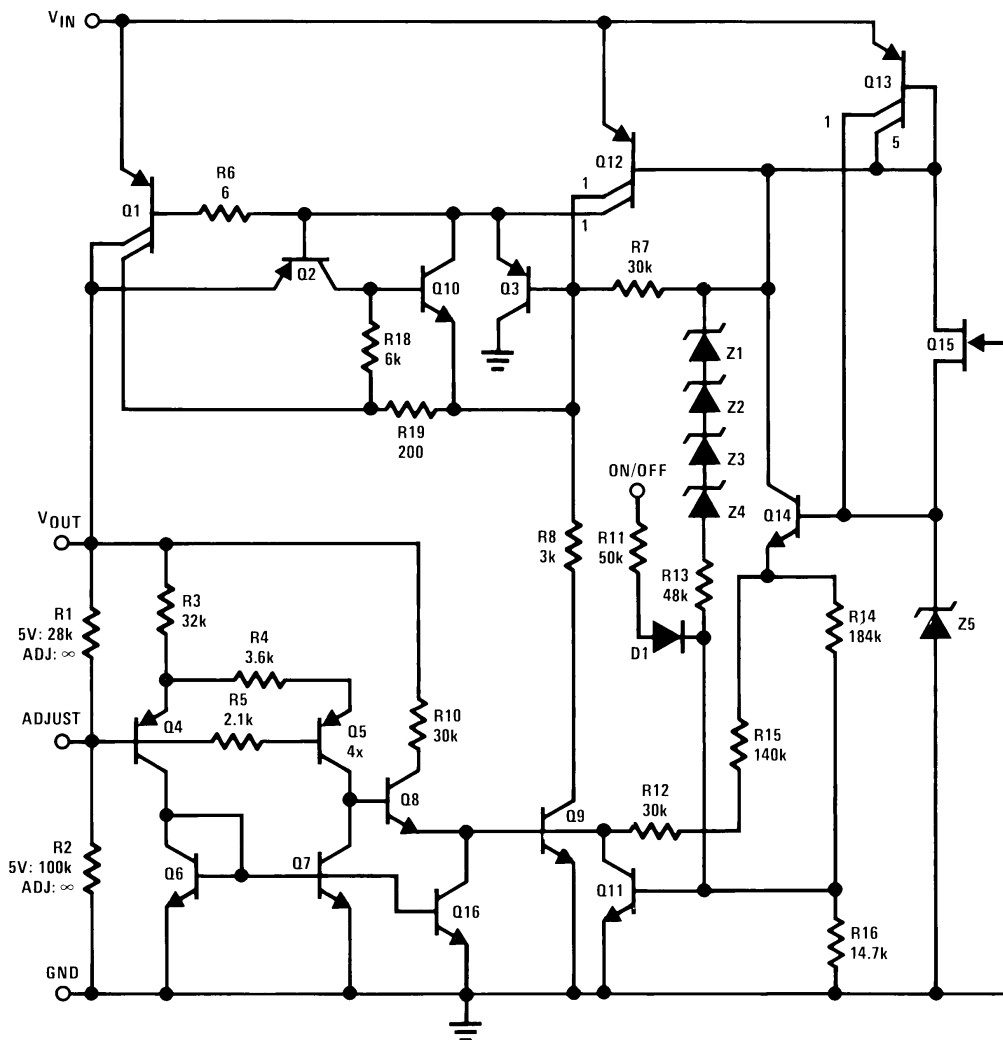 VIN
Q13
1
5
Q12
1
1
R6
6
Q1
Q2
Q10
Q3
R7
30k
R18
6k
Z1
Q15
Z2
Z3
Z4
R19
200
ON/OFF
Q14
VOUT
R8
3k
R11
50k
R13
48k
R3
32k
R1
5V: 28k
ADJ: ∞
R14
184k
Z5
R4
3.6k
D1
ADJUST
Q4
R5
2.1k
Q5
4x
R10
30k
R15
140k
Q8
R12
30k
Q9
R2
5V: 100k
ADJ: ∞
Q6
Q7
Q16
Q11
R16
14.7k
GND